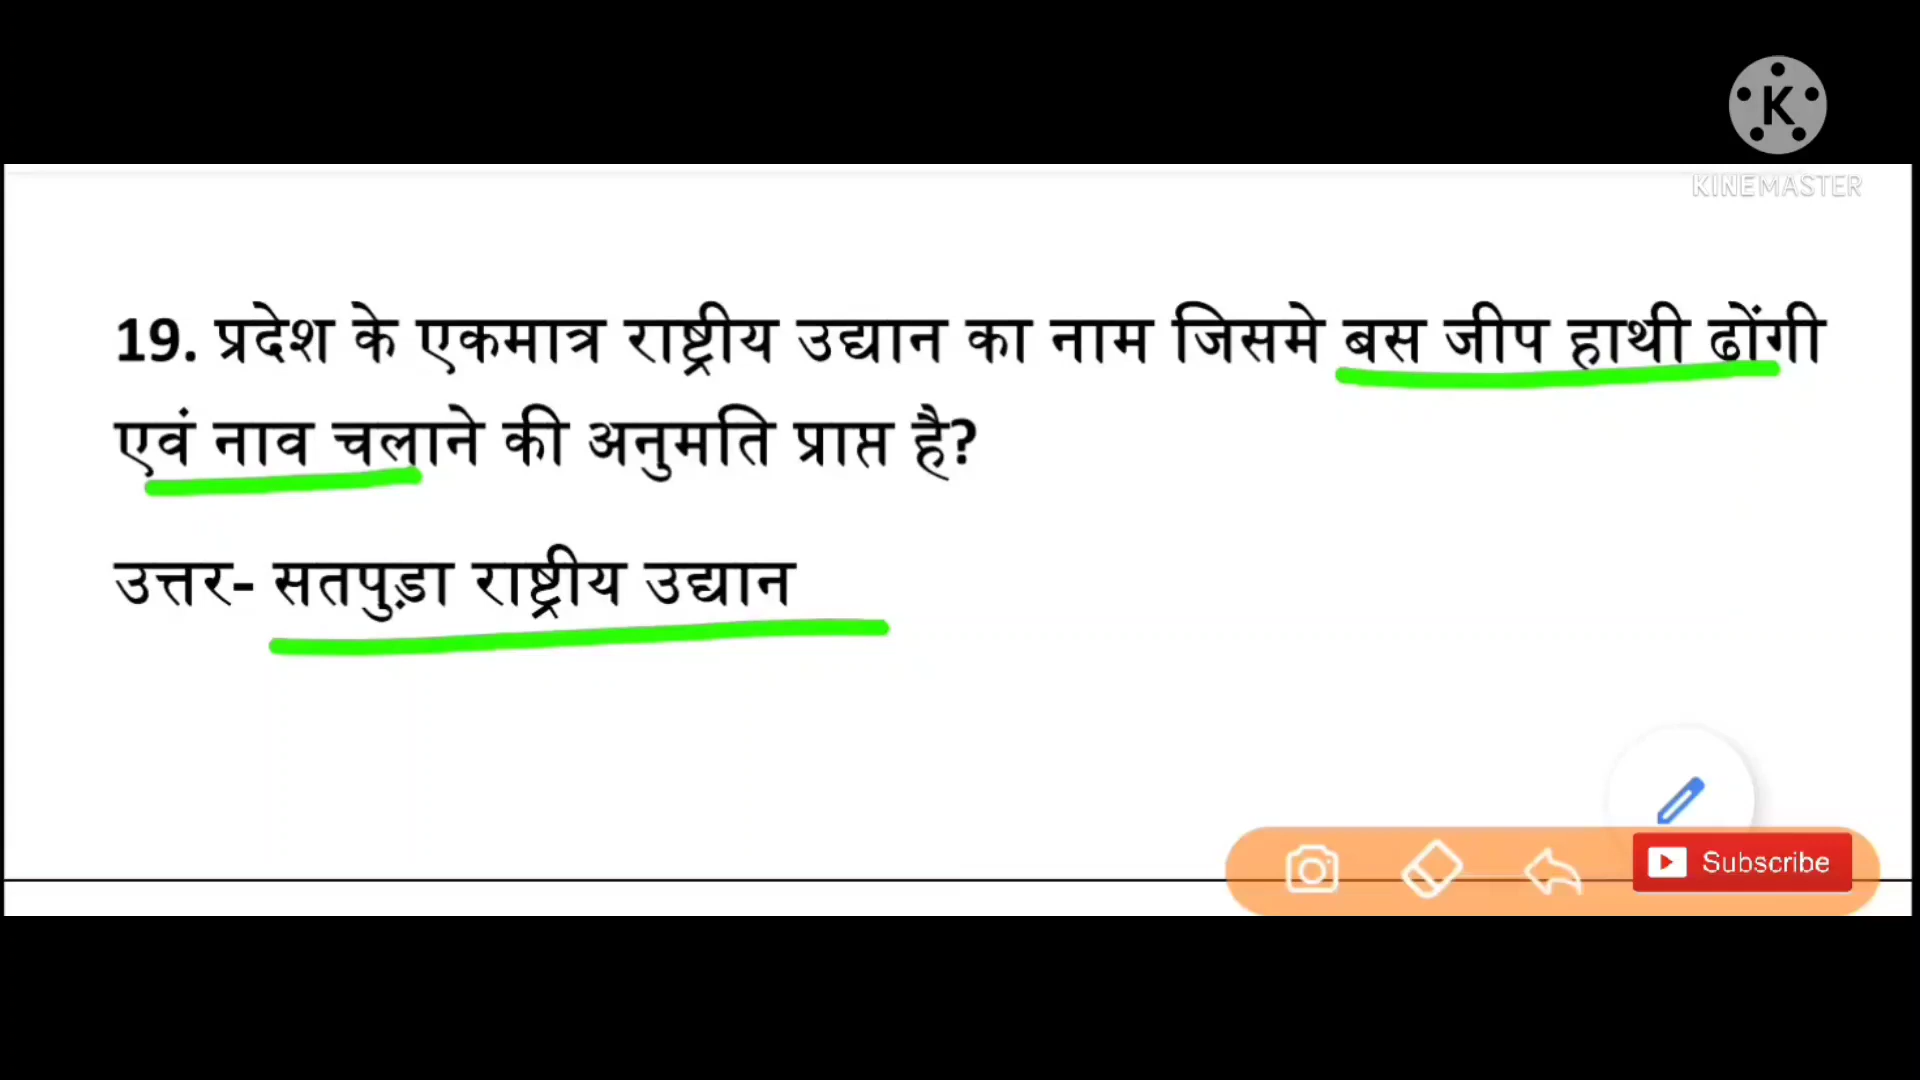 K
KINEMASTER
19. प्रदेश के एकमात्र राष्ट्रीय उद्यान का नाम जिसमे बस जीप हाथी ढोंगी
एवं नाव चलाने की अनुमति प्राप्त है?
उत्तर- सतपुड़ा राष्ट्रीय उद्यान
Subscribe